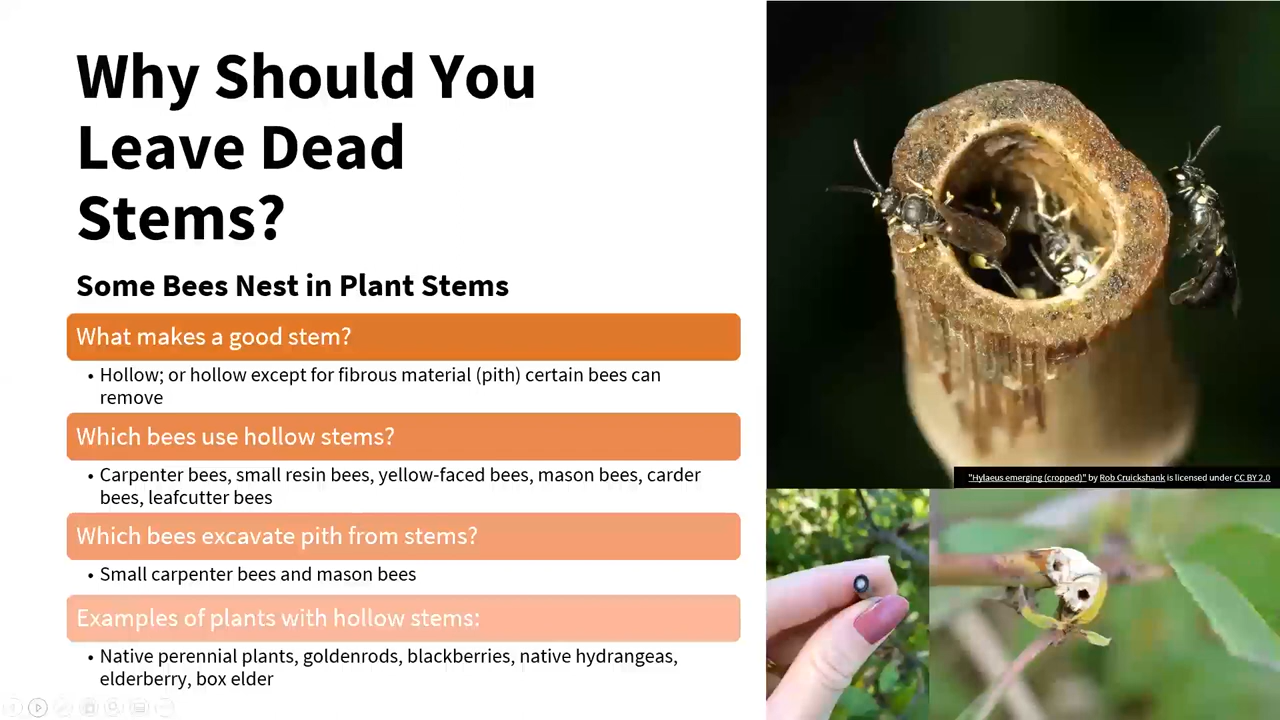 Why Should You
Leave Dead
Stems?
Some Bees Nest in Plant Stems
What makes a good stem?
• Hollow; or hollow except for fibrous material (pith) certain bees can
remove
Which bees use hollow stems?
• Carpenter bees, small resin bees, yellow-faced bees, mason bees, carder
bees, leafcutter bees
Which bees excavate pith from stems?
• Small carpenter bees and mason bees
Examples of plants with hollow stems:
• Native perennial plants, goldenrods, blackberries, native hydrangeas,
elderberry, box elder
"Hylaeus emerging (cropped)" by Rob Cruickshank is licensed under CC BY 2.0